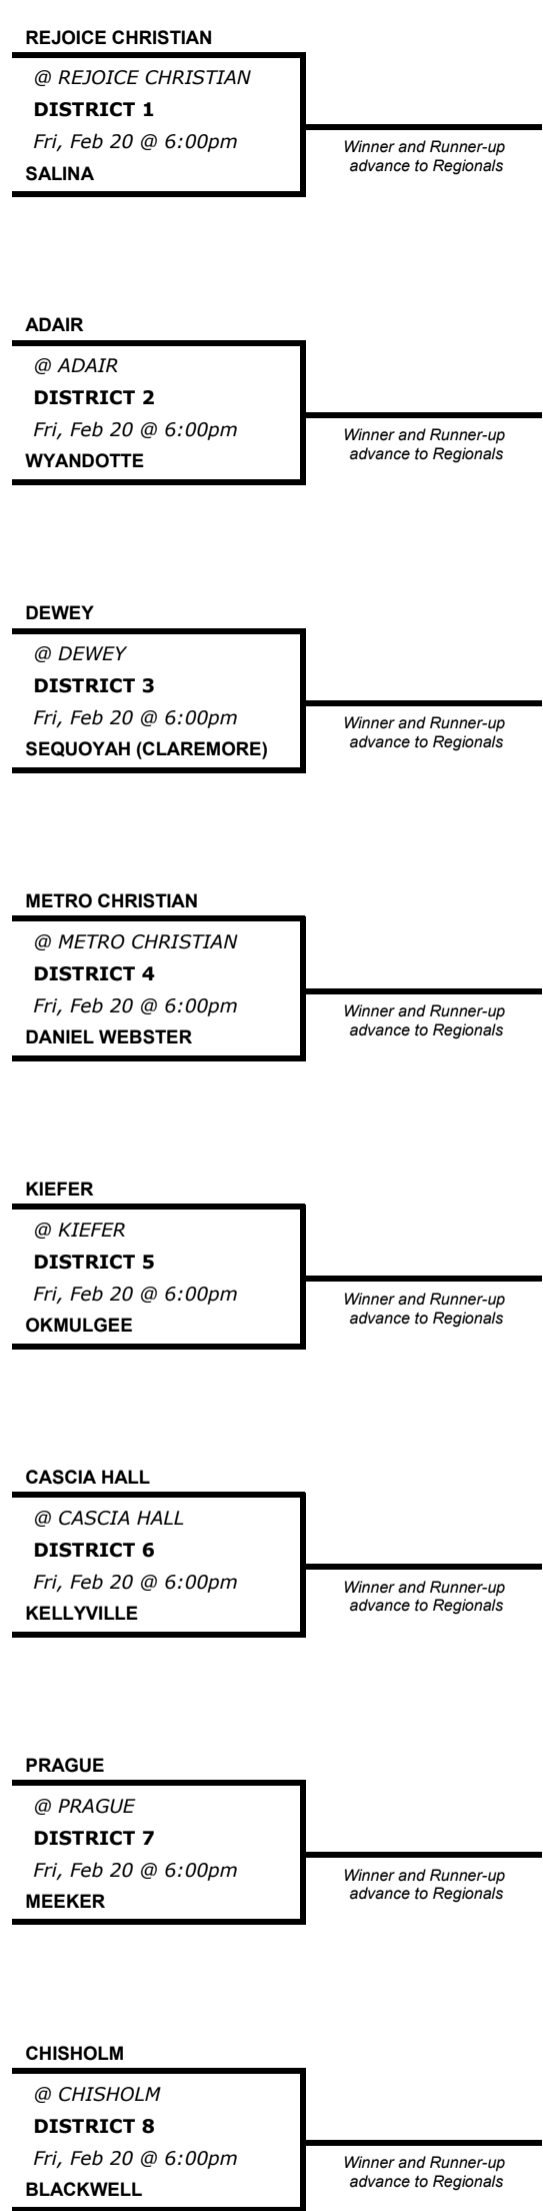 REJOICE CHRISTIAN
@ REJOICE CHRISTIAN
DISTRICT 1
Fri, Feb 20 @ 6:00pm
SALINA
Winner and Runner-up
advance to Regionals
ADAIR
@ ADAIR
DISTRICT 2
Fri, Feb 20 @ 6:00pm
WYANDOTTE
Winner and Runner-up
advance to Regionals
DEWEY
@ DEWEY
DISTRICT 3
Fri, Feb 20 @ 6:00pm
SEQUOYAH (CLAREMORE)
Winner and Runner-up
advance to Regionals
METRO CHRISTIAN
@ METRO CHRISTIAN
DISTRICT 4
Fri, Feb 20 @ 6:00pm
DANIEL WEBSTER
Winner and Runner-up
advance to Regionals
KIEFER
@ KIEFER
DISTRICT 5
Fri, Feb 20 @ 6:00pm
OKMULGEE
Winner and Runner-up
advance to Regionals
CASCIA HALL
@ CASCIA HALL
DISTRICT 6
Fri, Feb 20 @ 6:00pm
KELLYVILLE
Winner and Runner-up
advance to Regionals
PRAGUE
@ PRAGUE
DISTRICT 7
Fri, Feb 20 @ 6:00pm
MEEKER
Winner and Runner-up
advance to Regionals
CHISHOLM
@ CHISHOLM
DISTRICT 8
Fri, Feb 20 @ 6:00pm
BLACKWELL
Winner and Runner-up
advance to Regionals